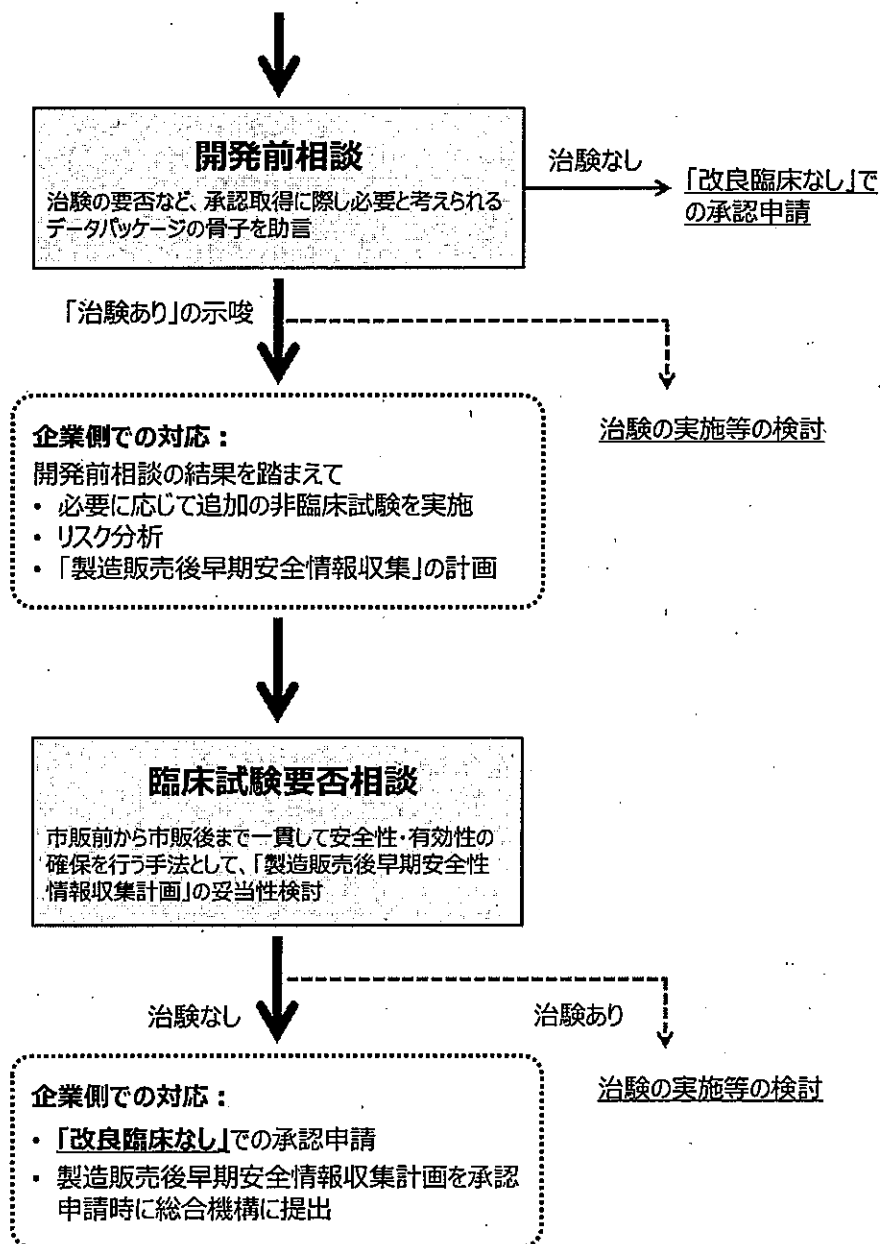 開発前相談
治験の要否など、承認取得に際し必要と考えられる
データパッケージの骨子を助言
治験なし
「改良臨床なし」で
の承認申請
「治験あり」の示唆
治験の実施等の検討
企業側での対応：
開発前相談の結果を踏まえて
・ 必要に応じて追加の非臨床試験を実施
・ リスク分析
・ 「製造販売後早期安全情報収集」の計画
臨床試験要否相談
市販前から市販後まで一貫して安全性・有効性の
確保を行う手法として、「製造販売後早期安全性
情報収集計画」の妥当性検討
治験なし
治験あり
治験の実施等の検討
企業側での対応：
・ 「改良臨床なし」での承認申請
・ 製造販売後早期安全情報収集計画を承認
申請時に総合機構に提出